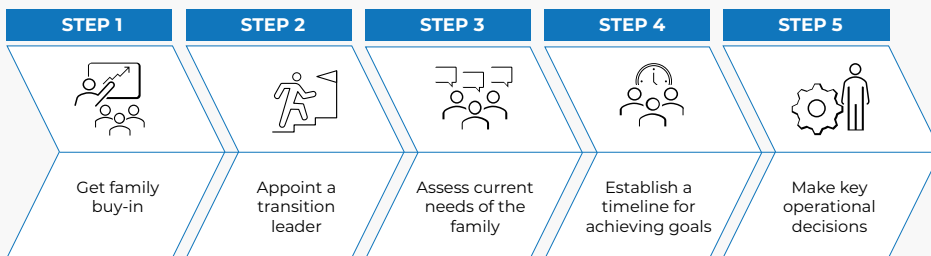 STEP 1
STEP 2
STEP 3
STEP 4
STEP 5
Get family
buy-in
Appoint a
transition
leader
Assess current
needs of the
family
Establish a
timeline for
achieving goals
Make key
operational
decisions